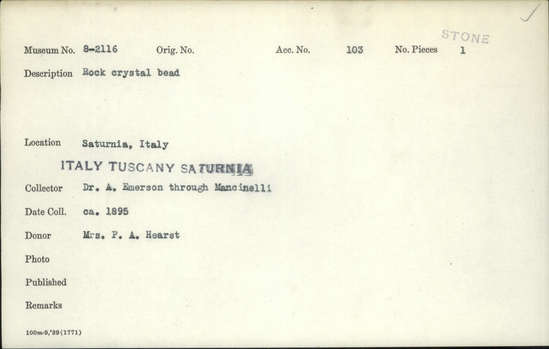 STONE
Museum No. 8-2116 Orig. No. Acc. No. 103 No. Pieces 1
Description Rock crystal bead
Location Saturnia, Italy
ITALY TUSCANY SATURNIA
Collector Dr. A. Emerson through Mancinelli
Date Coll. ca. 1895
Donor Mrs. P. A. Hearst
Photo
Published
Remarks
100m-9,'39(1771)